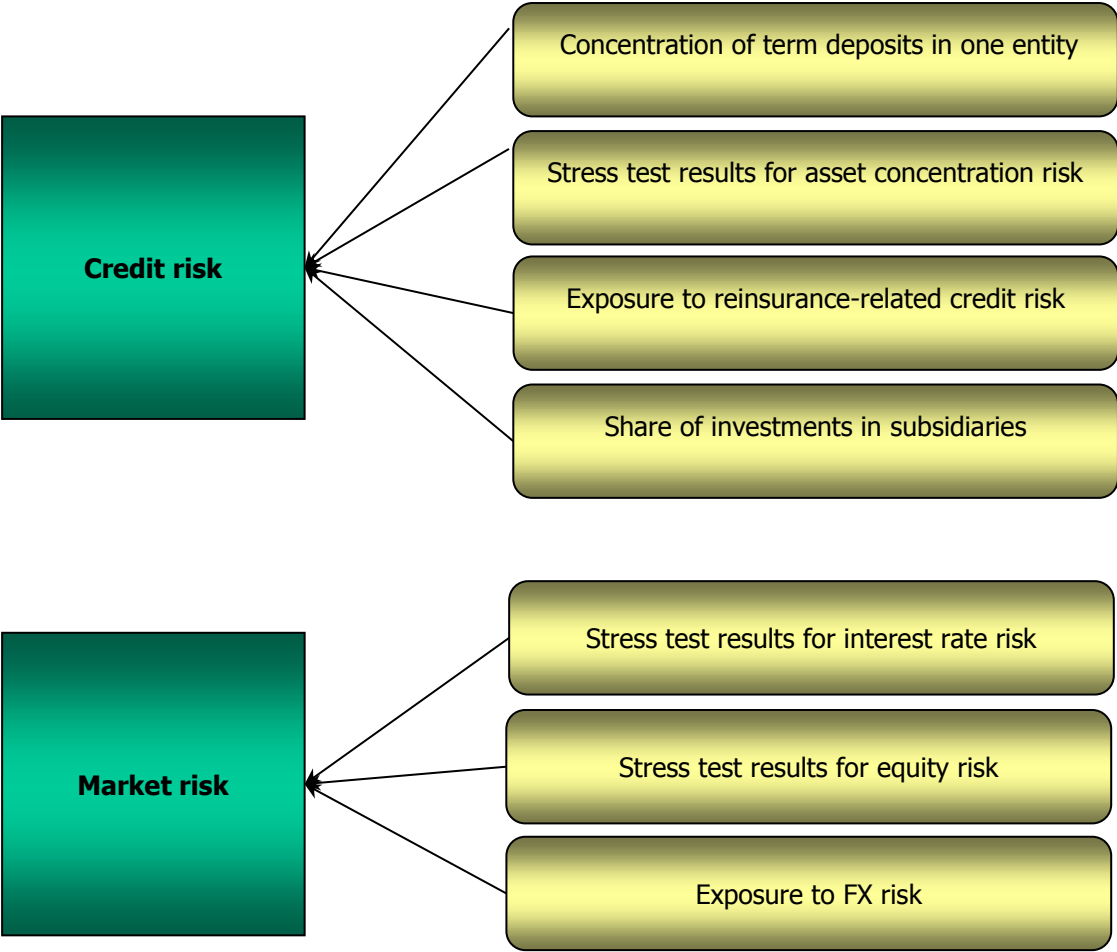 Concentration of term deposits in one entity
Stress test results for asset concentration risk
Credit risk
Exposure to reinsurance-related credit risk
Share of investments in subsidiaries
Stress test results for interest rate risk
Market risk
Stress test results for equity risk
Exposure to FX risk